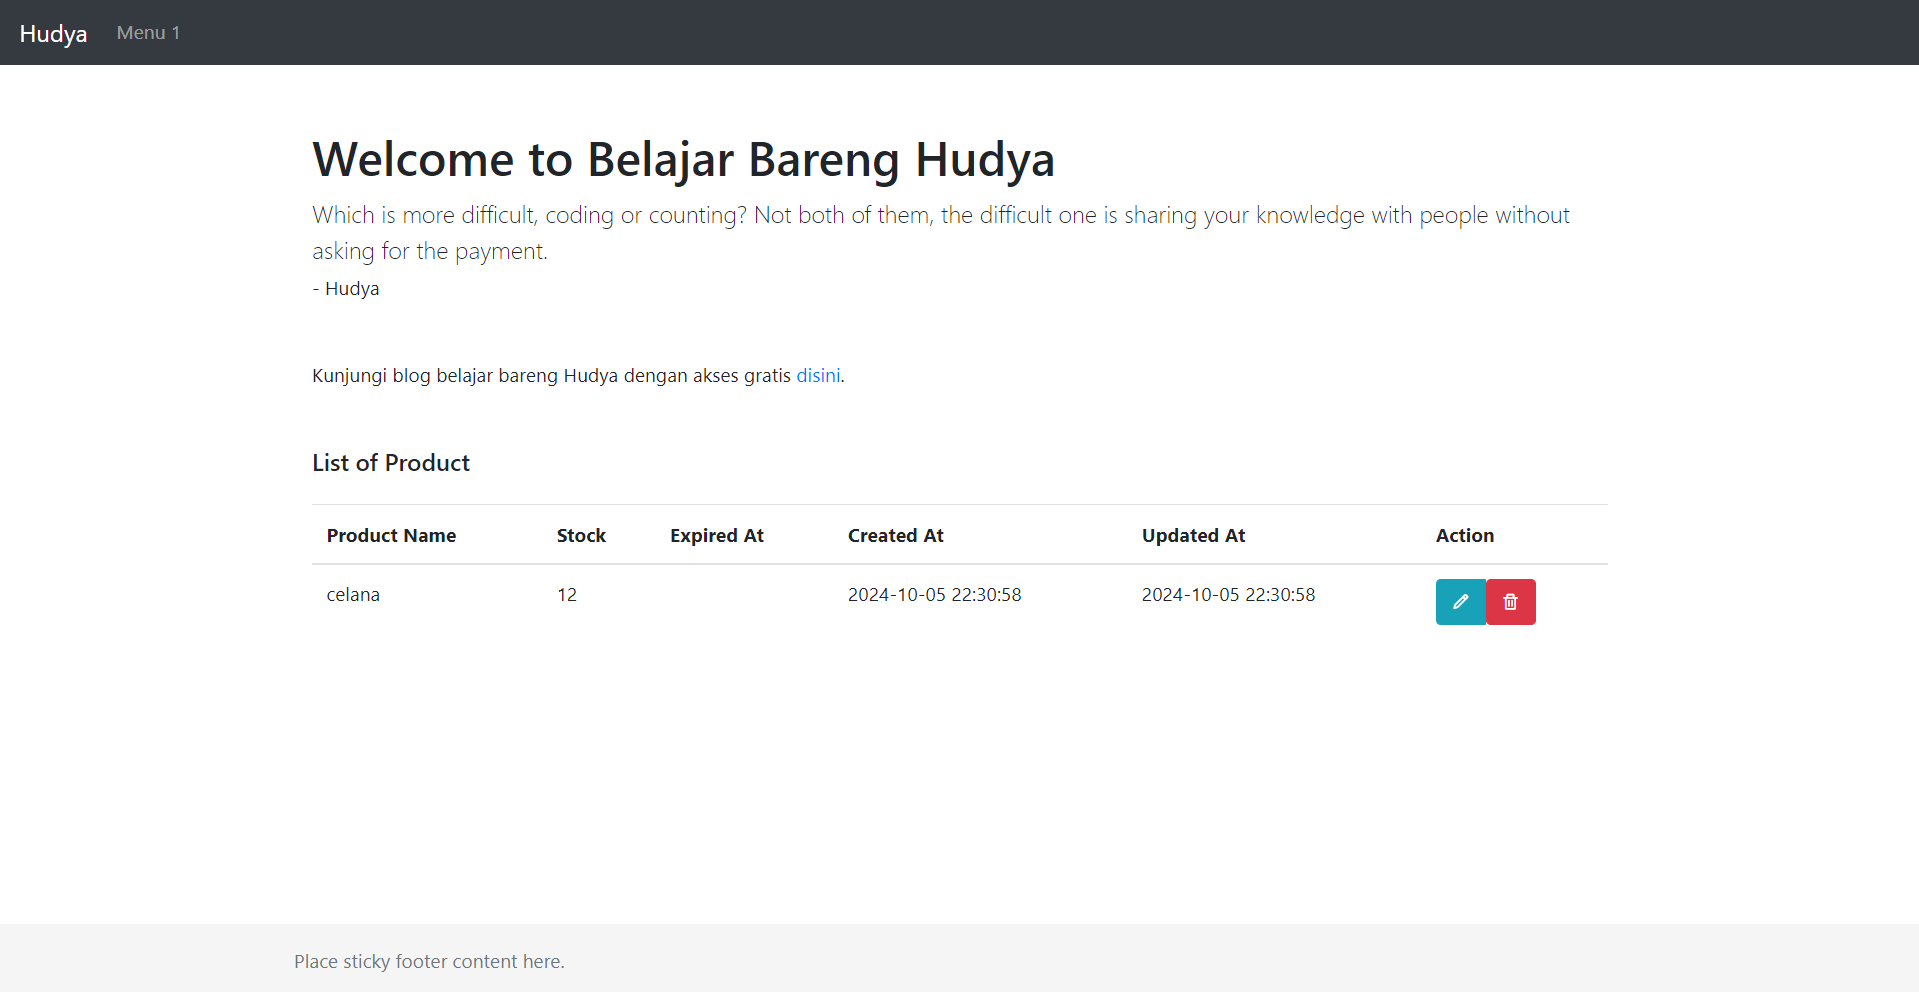 Hudya Menu 1
Welcome to Belajar Bareng Hudya
Which is more difficult, coding or counting? Not both of them, the difficult one is sharing your knowledge with people without
asking for the payment.
- Hudya
Kunjungi blog belajar bareng Hudya dengan akses gratis disini.
List of Product
Product Name Stock Expired At Created At Updated At Action
celana 12 2024-10-05 22:30:58 2024-10-05 22:30:58
Place sticky footer content here.